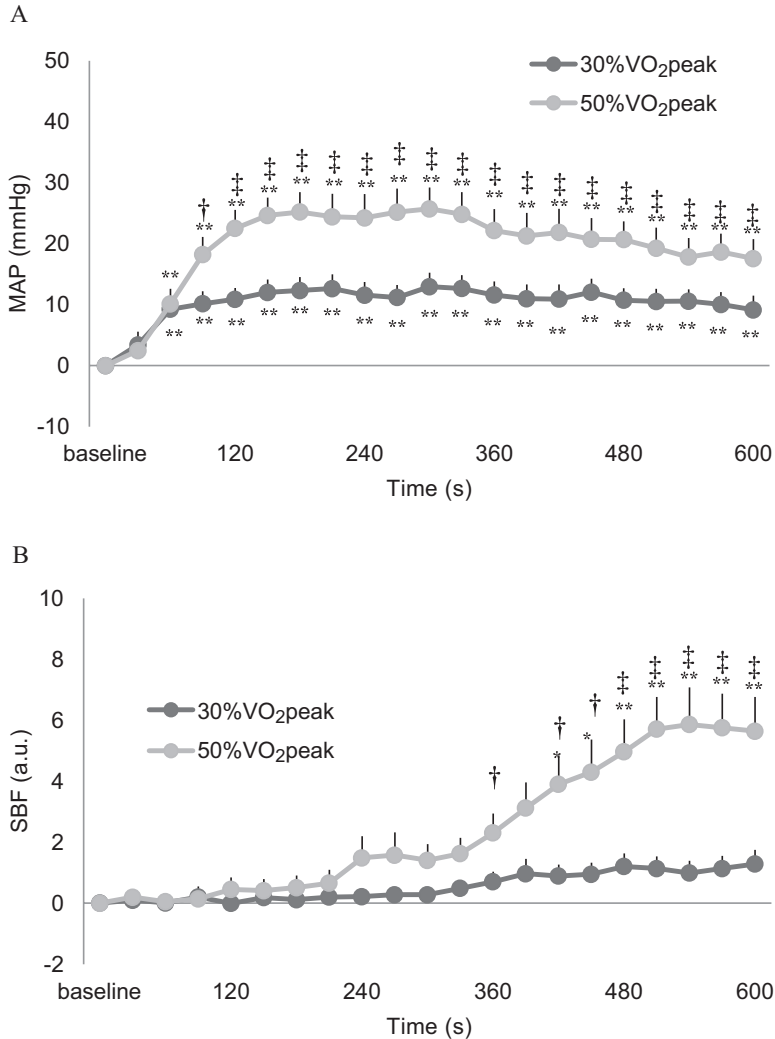 A
50
40
30
20
10
0
-10
MAP (mmHg)
30%VO2peak
50%VO2peak
‡ ‡ ‡ ‡ ‡ ‡ ‡ ‡ ‡ ‡ ‡ ‡ ‡ ‡ ‡ ‡ ‡
†
** ** ** ** ** ** ** ** ** ** ** ** ** ** ** ** ** ** **
** ** ** ** ** ** ** ** ** ** ** ** ** ** ** ** ** ** **
baseline 120 240 360 480 600
Time (s)
B
10
8
6
4
2
0
-2
SBF (a.u.)
30%VO2peak
50%VO2peak
† † † ‡ ‡ ‡ ‡ ‡
* * ** ** ** ** **
baseline 120 240 360 480 600
Time (s)